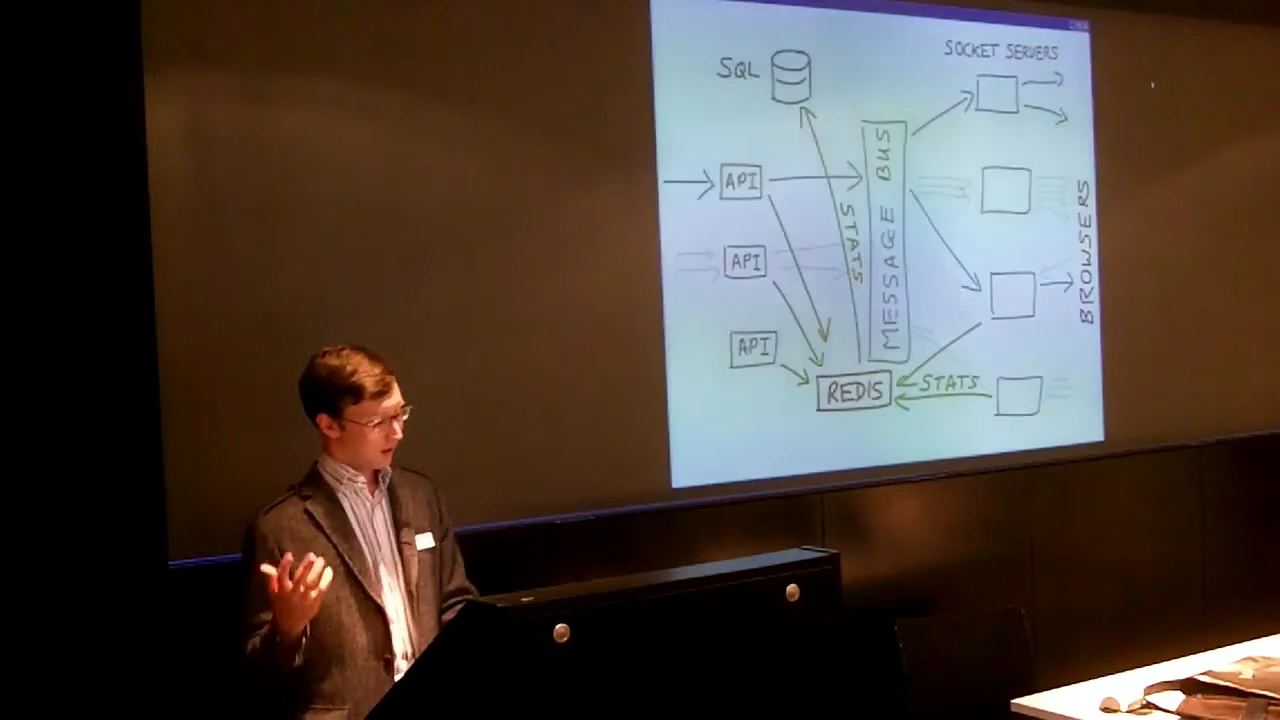 SOCKET SERVERS
SQL
API
API
API
STATS
MESSAGE BUS
BROWSERS
REDIS
STATS